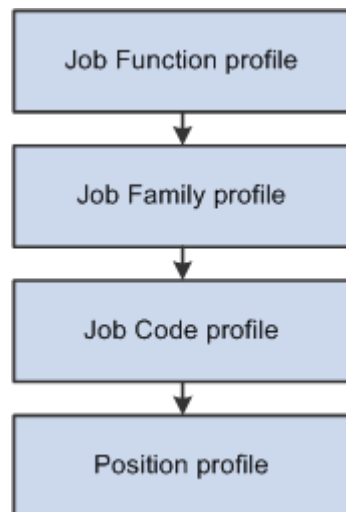 Job Function profile
Job Family profile
Job Code profile
Position profile